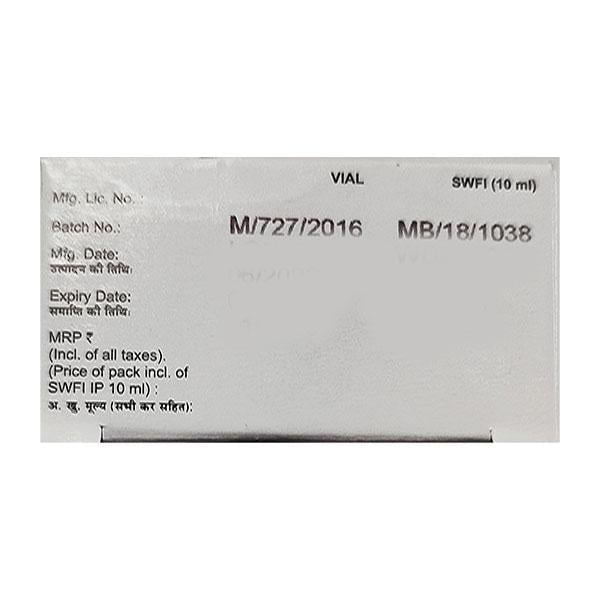 VIAL SWFI (10 ml)
Mfg. Lic. No. :
Batch No.: M/727/2016 MB/18/1038
Mfg. Date:
उत्पादन की तिथि:
Expiry Date:
समाप्ति की तिथि:
MRP ₹
(Incl. of all taxes).
(Price of pack incl. of
SWFI IP 10 ml) :
अ. खु. मूल्य (सभी कर सहित):